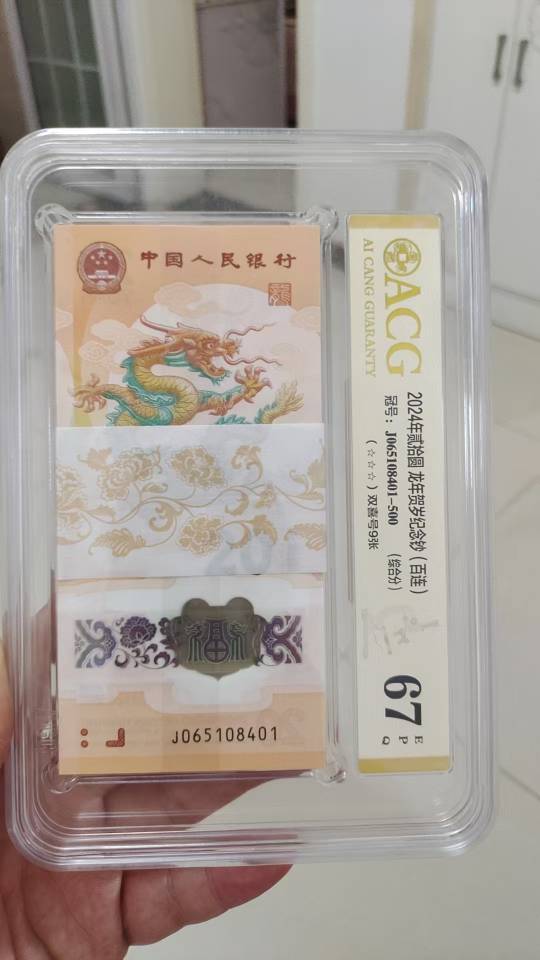 中国人民银行
福
J065108401
ACG
AI CANG GUARANTY
2024年贰拾圆 龙年贺岁纪念钞（百连）
冠号：J065108401-500 （综合分）
（☆☆☆）双喜号9张
67
E
P
Q